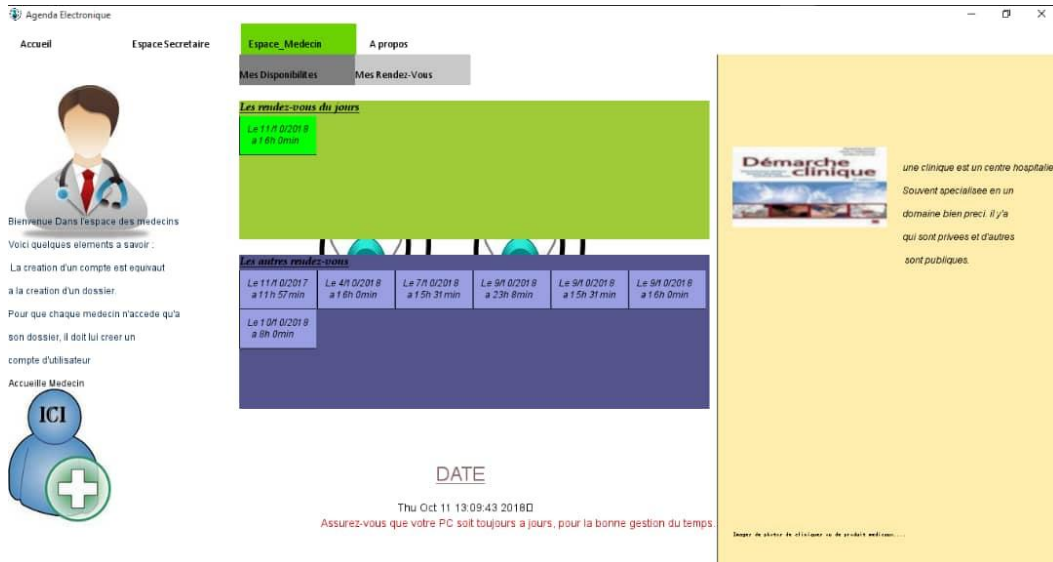 Agenda Electronique
Accueil
Espace Secretaire
Espace_Medecin
A propos
Mes Disponibilites
Mes Rendez-Vous
Bienvenue Dans l'espace des medecins
Voici quelques elements a savoir :
La creation d'un compte est equivaut
a la creation d'un dossier.
Pour que chaque medecin n'accede qu'a
son dossier, il doit lui creer un
compte d'utilisateur
Accueille Medecin
ICI
Les rendez-vous du jours
Le 11/10/2018
a 16h 0min
Les autres rendez-vous
Le 11/10/2017
a 11h 57min
Le 4/10/2018
a 16h 0min
Le 7/10/2018
a 15h 31min
Le 9/10/2018
a 23h 8min
Le 9/10/2018
a 15h 31min
Le 9/10/2018
a 16h 0min
Le 10/10/2018
a 8h 0min
DATE
Thu Oct 11 13:09:43 2018
Assurez-vous que votre PC soit toujours a jours, pour la bonne gestion du temps.
Démarche
clinique
une clinique est un centre hospitalie
Souvent specialisee en un
domaine bien preci. il y'a
qui sont privees et d'autres
sont publiques.